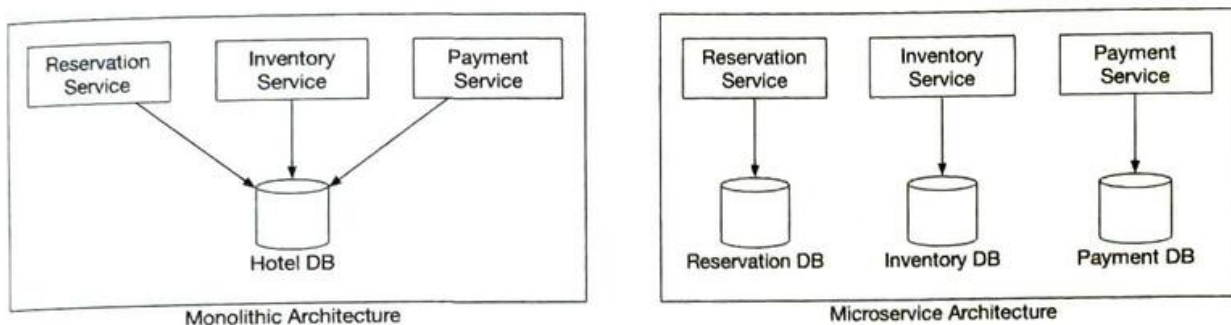 Reservation
Service
Inventory
Service
Payment
Service
Hotel DB
Monolithic Architecture
Reservation
Service
Inventory
Service
Payment
Service
Reservation DB
Inventory DB
Payment DB
Microservice Architecture